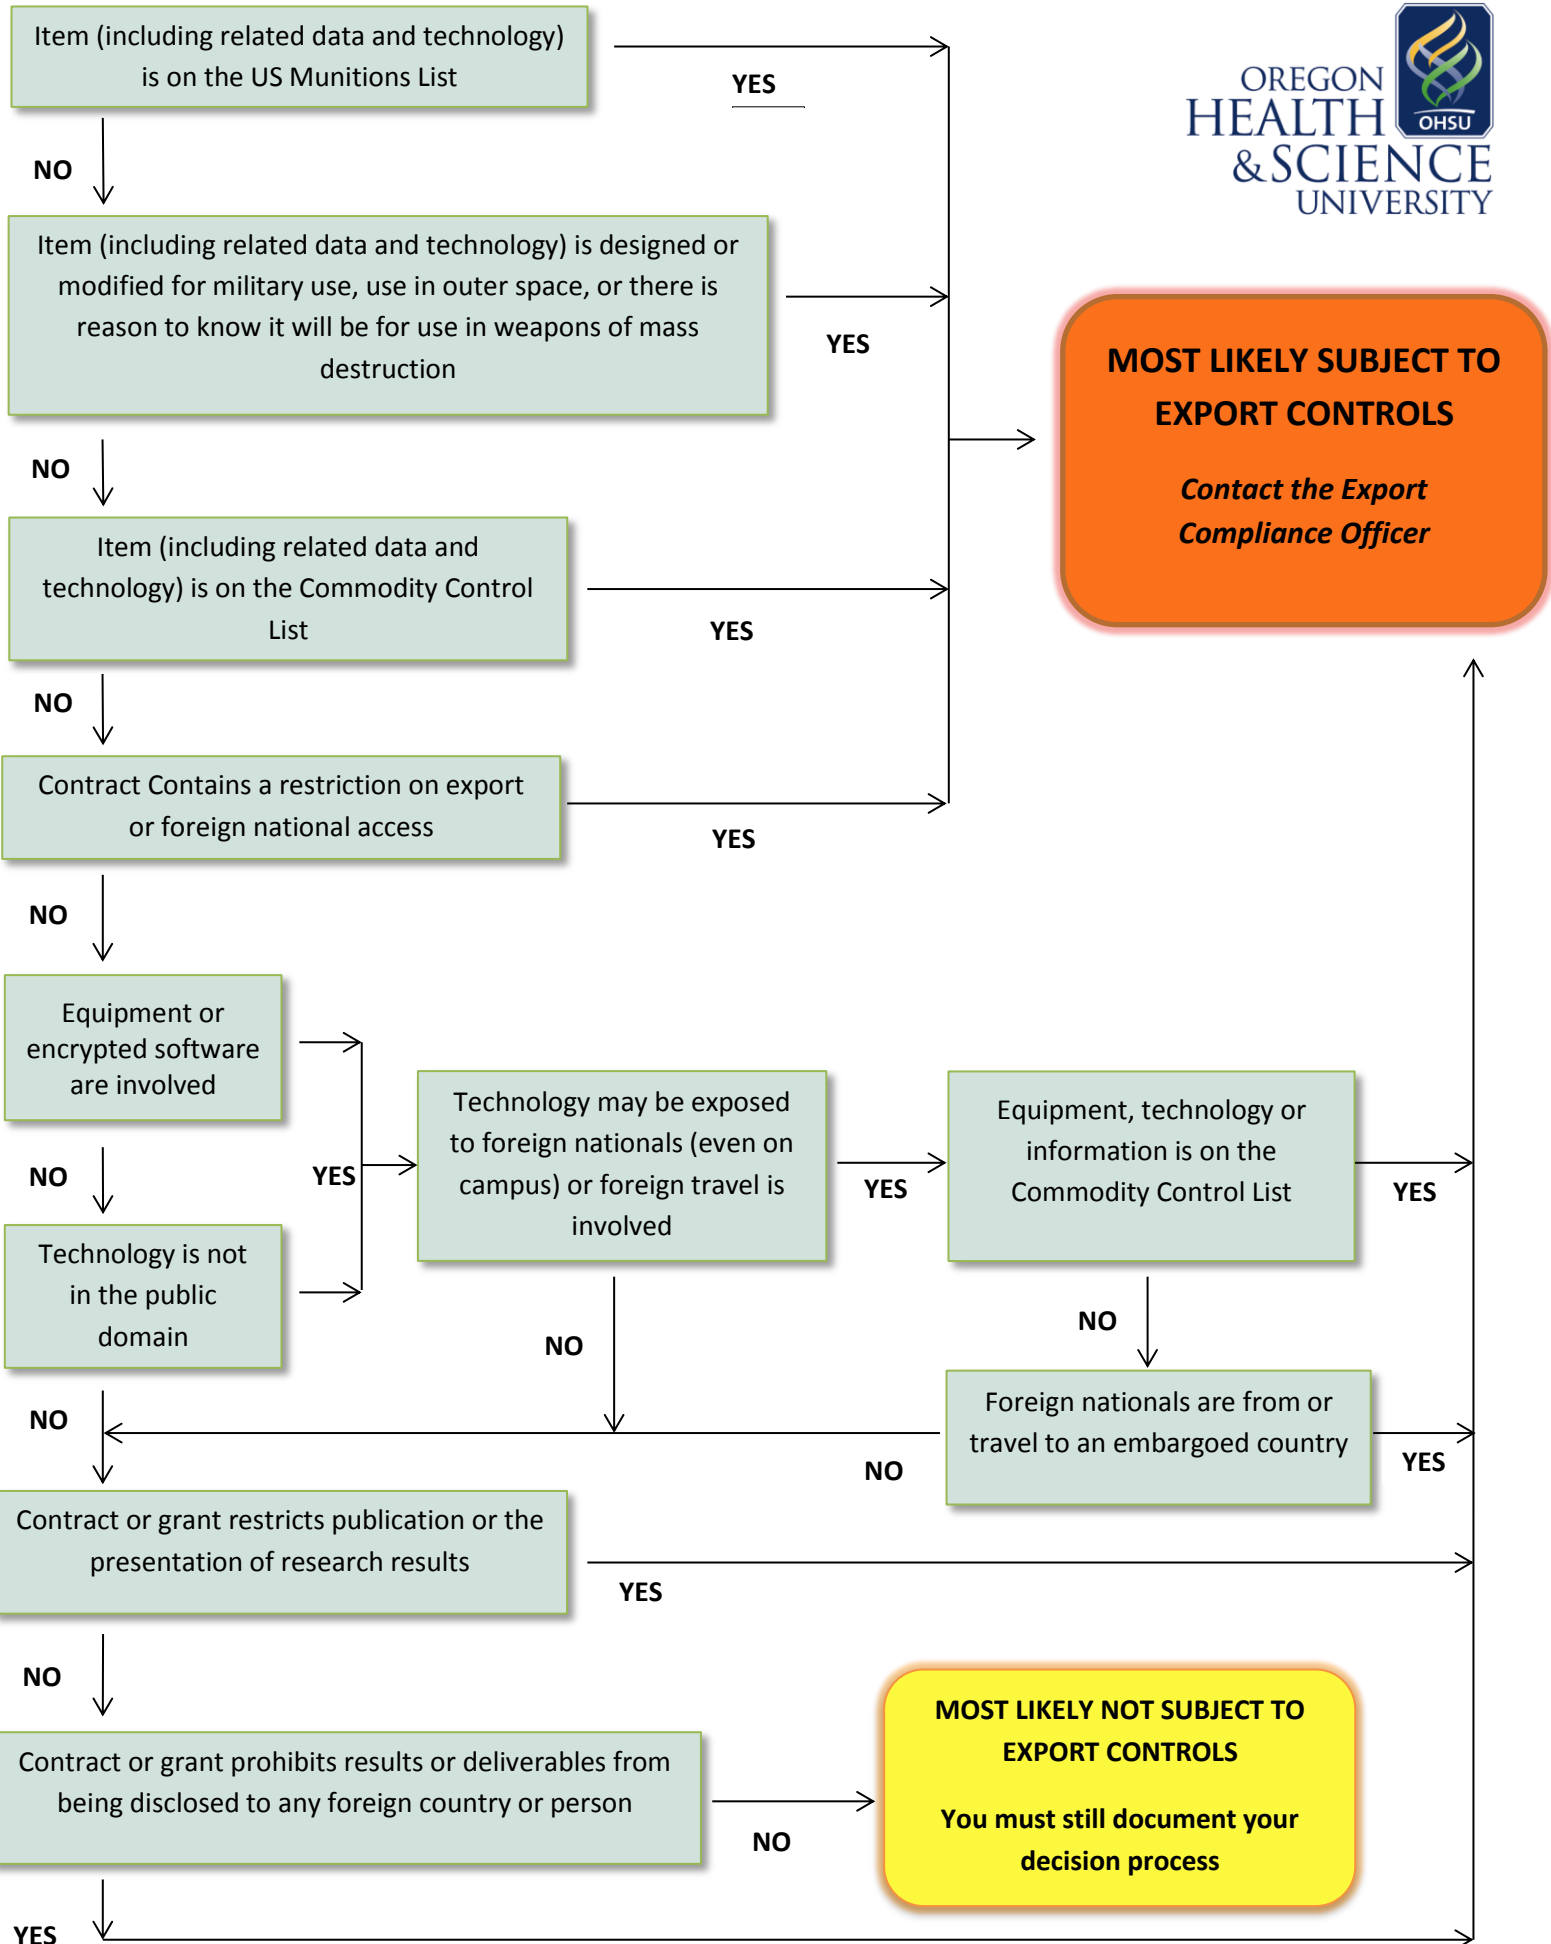 Item (including related data and technology)
is on the US Munitions List
YES
OREGON
HEALTH
&SCIENCE
UNIVERSITY
OHSU
NO
Item (including related data and technology) is designed or
modified for military use, use in outer space, or there is
reason to know it will be for use in weapons of mass
destruction
YES
MOST LIKELY SUBJECT TO
EXPORT CONTROLS
Contact the Export
Compliance Officer
NO
Item (including related data and
technology) is on the Commodity Control
List
YES
NO
Contract Contains a restriction on export
or foreign national access
YES
NO
Equipment or
encrypted software
are involved
NO
YES
Technology is not
in the public
domain
Technology may be exposed
to foreign nationals (even on
campus) or foreign travel is
involved
YES
Equipment, technology or
information is on the
Commodity Control List
YES
NO
NO
NO
Foreign nationals are from or
travel to an embargoed country
YES
NO
Contract or grant restricts publication or the
presentation of research results
YES
NO
Contract or grant prohibits results or deliverables from
being disclosed to any foreign country or person
NO
MOST LIKELY NOT SUBJECT TO
EXPORT CONTROLS
You must still document your
decision process
YES